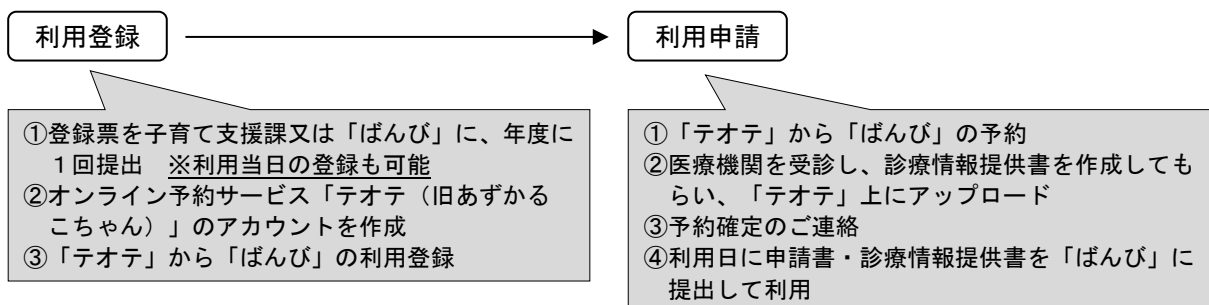 利用登録
①登録票を子育て支援課又は「ばんび」に、年度に
１回提出　※利用当日の登録も可能
②オンライン予約サービス「テオテ（旧あずかる
こちゃん）」のアカウントを作成
③「テオテ」から「ばんび」の利用登録
利用申請
①「テオテ」から「ばんび」の予約
②医療機関を受診し、診療情報提供書を作成しても
らい、「テオテ」上にアップロード
③予約確定のご連絡
④利用日に申請書・診療情報提供書を「ばんび」に
提出して利用